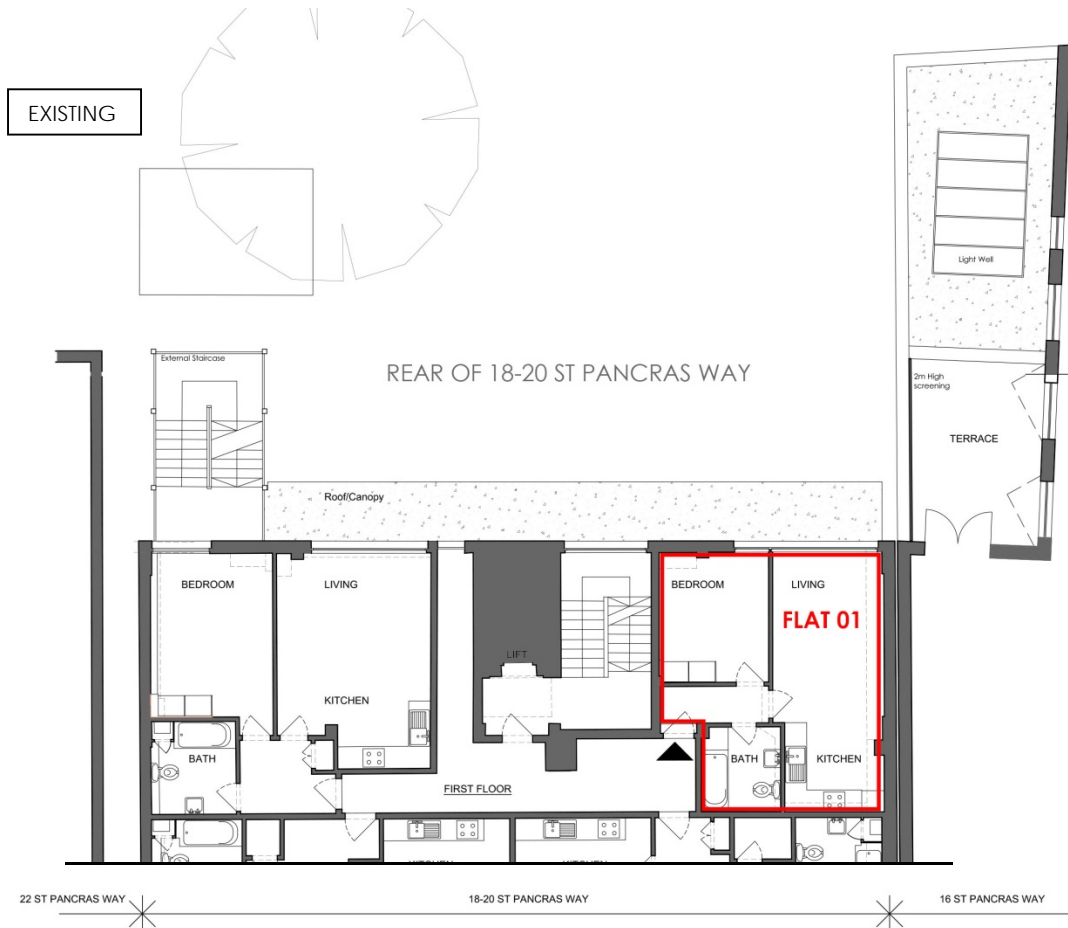 EXISTING
Light Well
External Staircase
REAR OF 18-20 ST PANCRAS WAY
2m High
screening
TERRACE
Roof/Canopy
BEDROOM
LIVING
BEDROOM
LIVING
FLAT 01
LIFT
KITCHEN
BATH
BATH
KITCHEN
FIRST FLOOR
KITCHEN
KITCHEN
22 ST PANCRAS WAY
18-20 ST PANCRAS WAY
16 ST PANCRAS WAY